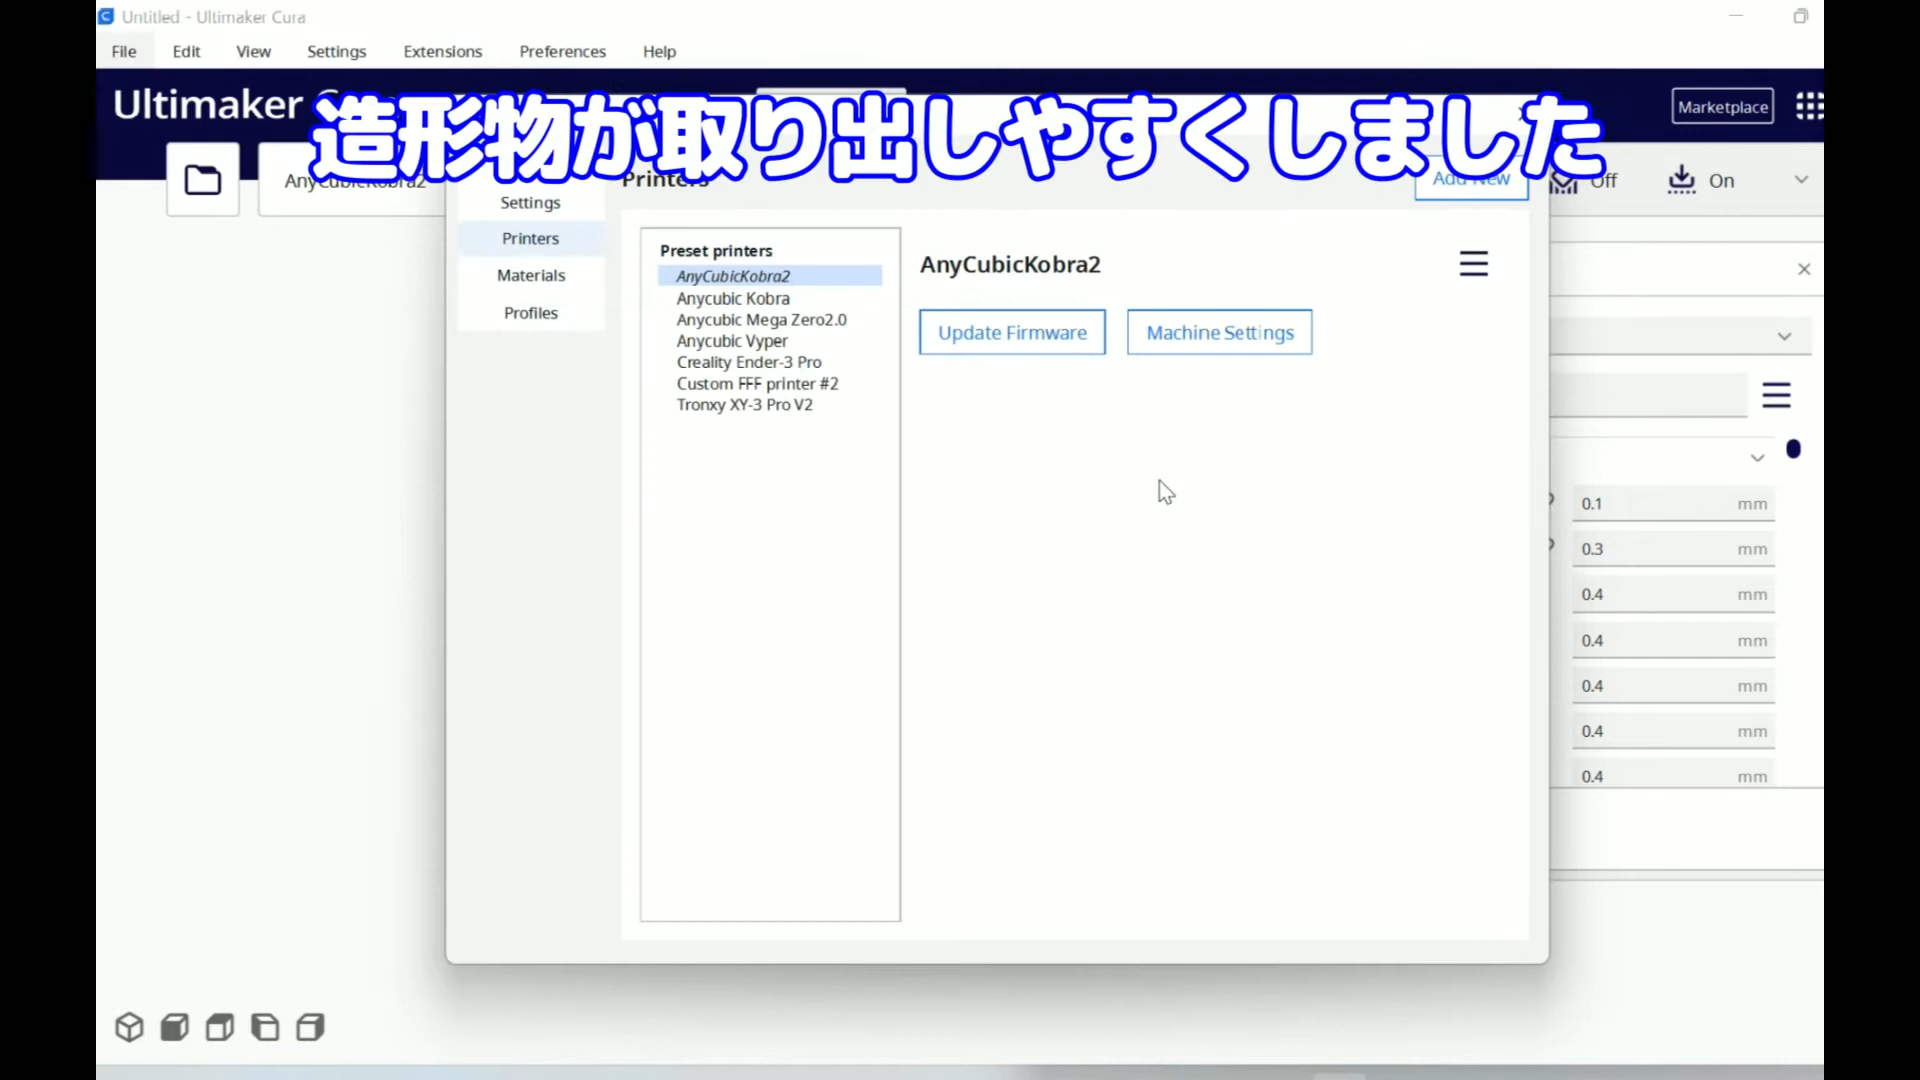 Untitled - Ultimaker Cura
File Edit View Settings Extensions Preferences Help
Ultimaker
造形物が取り出しやすくしました
Marketplace
AnyCubicKobra2
Printers
Add New
Off
On
Settings
Printers
Materials
Profiles
Preset printers
AnyCubicKobra2
Anycubic Kobra
Anycubic Mega Zero2.0
Anycubic Vyper
Creality Ender-3 Pro
Custom FFF printer #2
Tronxy XY-3 Pro V2
AnyCubicKobra2
Update Firmware
Machine Settings
0.1 mm
0.3 mm
0.4 mm
0.4 mm
0.4 mm
0.4 mm
0.4 mm